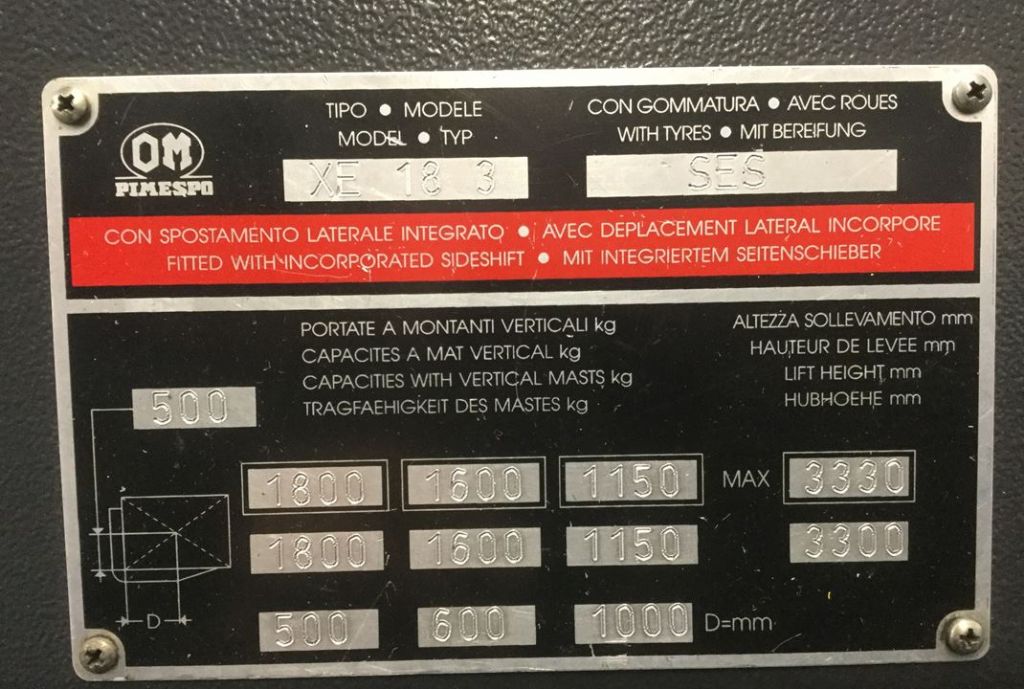 OM
PIMESPO
TIPO • MODELE
MODEL • TYP
XE 18 3
CON GOMMATURA • AVEC ROUES
WITH TYRES • MIT BEREIFUNG
SES
CON SPOSTAMENTO LATERALE INTEGRATO • AVEC DEPLACEMENT LATERAL INCORPORE
FITTED WITH INCORPORATED SIDESHIFT • MIT INTEGRIERTEM SEITENSCHIEBER
PORTATE A MONTANTI VERTICALI kg
CAPACITES A MAT VERTICAL kg
CAPACITIES WITH VERTICAL MASTS kg
TRAGFAEHIGKEIT DES MASTES kg
ALTEZZA SOLLEVAMENTO mm
HAUTEUR DE LEVÉE mm
LIFT HEIGHT mm
HUBHOEHE mm
500
1800 1600 1150 MAX 3330
1800 1600 1150 3300
D
500 600 1000 D=mm